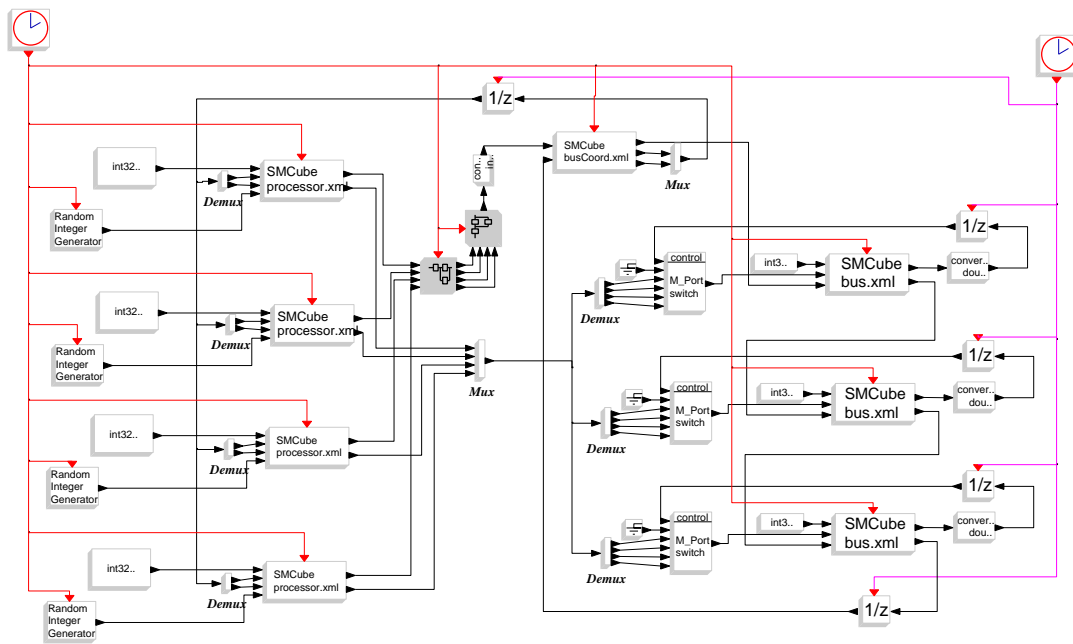 1/z
SMCube
busCoord.xml
con..
in..
Mux
int32..
SMCube
processor.xml
Demux
Random
Integer
Generator
1/z
control
M_Port
switch
int3..
SMCube
bus.xml
conver..
dou..
Demux
int32..
SMCube
processor.xml
Demux
Random
Integer
Generator
Mux
1/z
control
M_Port
switch
int3..
SMCube
bus.xml
conver..
dou..
Demux
int32..
SMCube
processor.xml
Demux
Random
Integer
Generator
1/z
control
M_Port
switch
int3..
SMCube
bus.xml
conver..
dou..
Demux
int32..
SMCube
processor.xml
Demux
Random
Integer
Generator
1/z